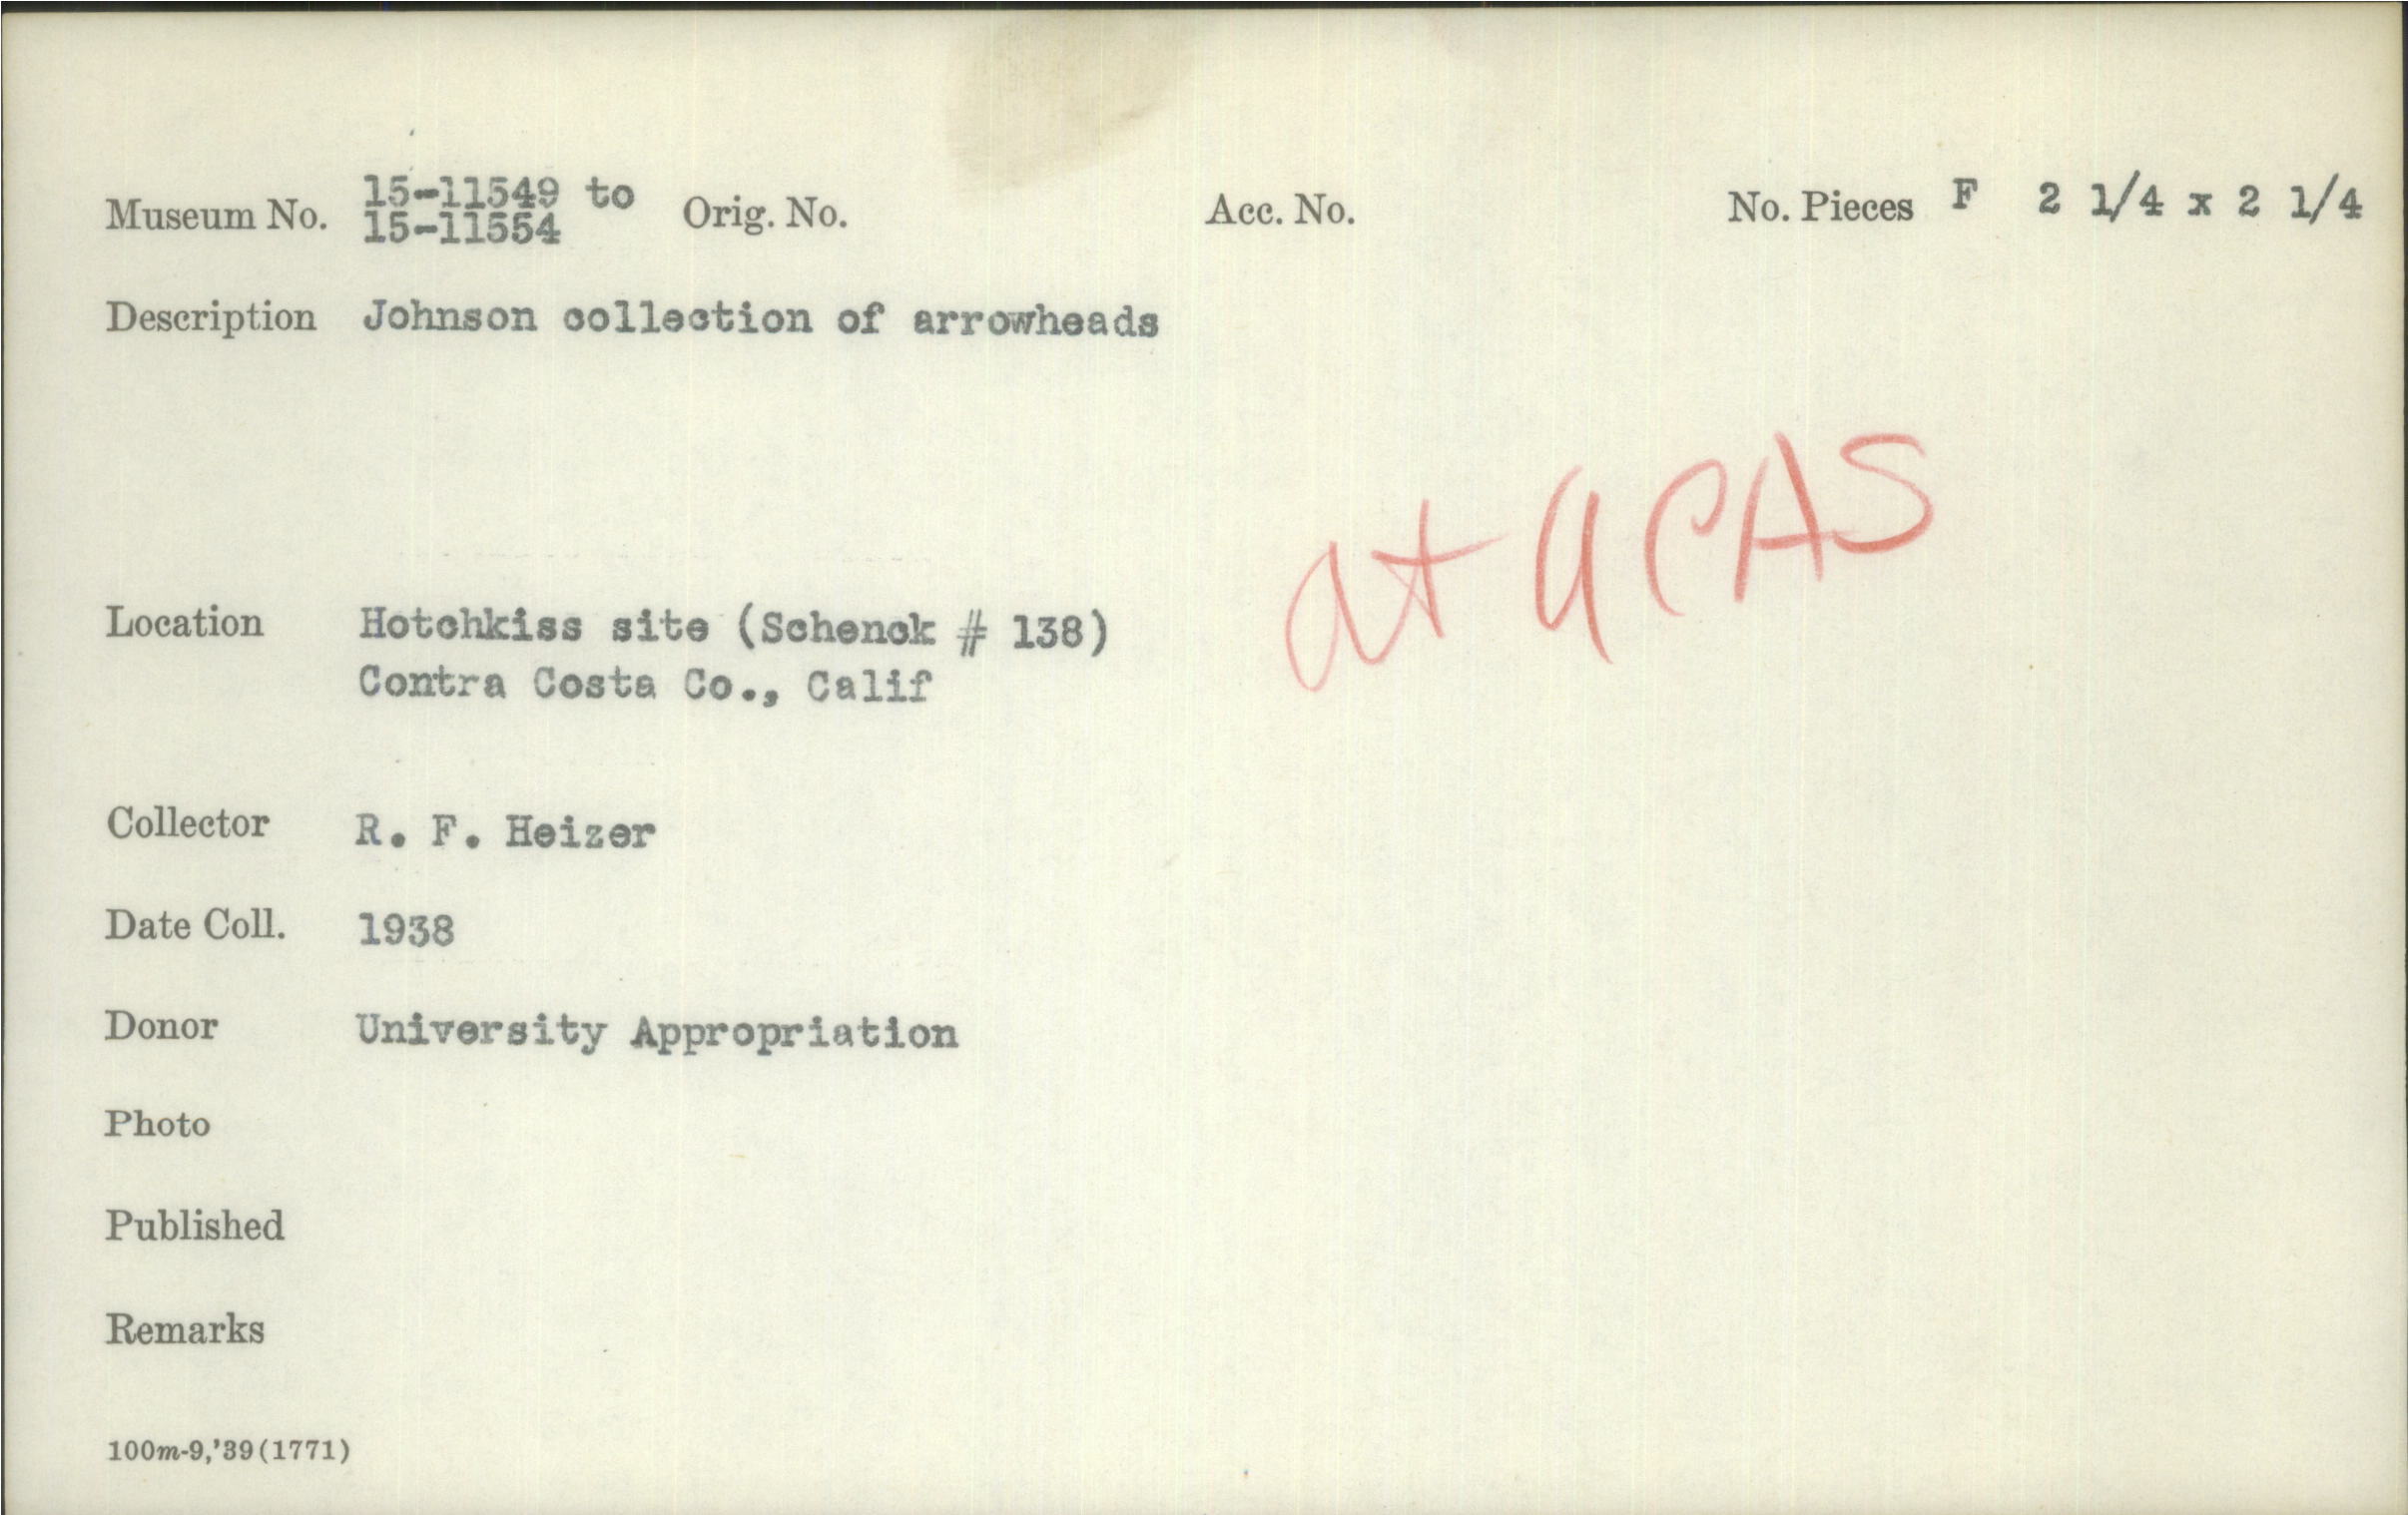 Museum No. 15-11549 to 15-11554 Orig. No. Acc. No. No. Pieces F 2 1/4 x 2 1/4
Description Johnson collection of arrowheads
at UCAS
Location Hotchkiss site (Schenck # 138)
Contra Costa Co., Calif
Collector R. F. Heizer
Date Coll. 1938
Donor University Appropriation
Photo
Published
Remarks
100m-9,'39(1771)